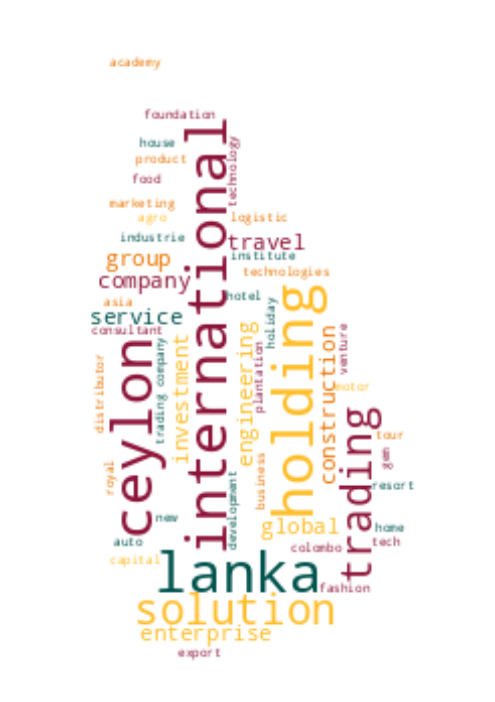 academy
foundation
international
technology
house
product
food
marketing
agro
logistic
industrie
travel
institute
group
technologies
company
holding
hotel
asia
holiday
service
consultant
engineering
venture
construction
investment
trading company
ceylon
plantation
distributor
motor
trading
tour
gem
royal
business
development
resort
new
global
home
auto
colombo
tech
lanka
capital
fashion
solution
enterprise
export